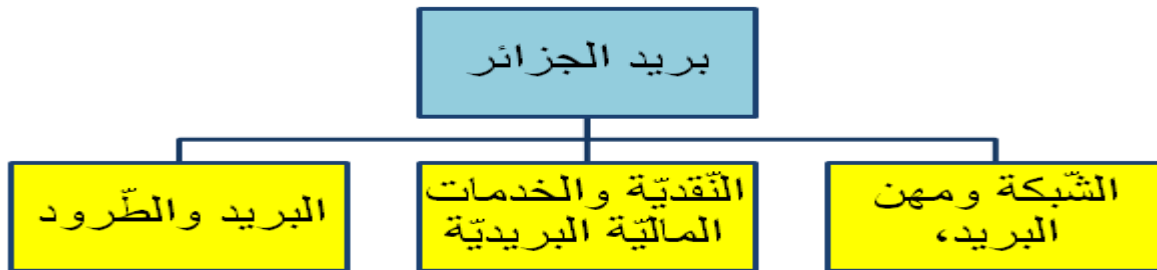 بريد الجزائر
الشّبكة ومهن
البريد،
النّقديّة والخدمات
الماليّة البريديّة
البريد والطّرود